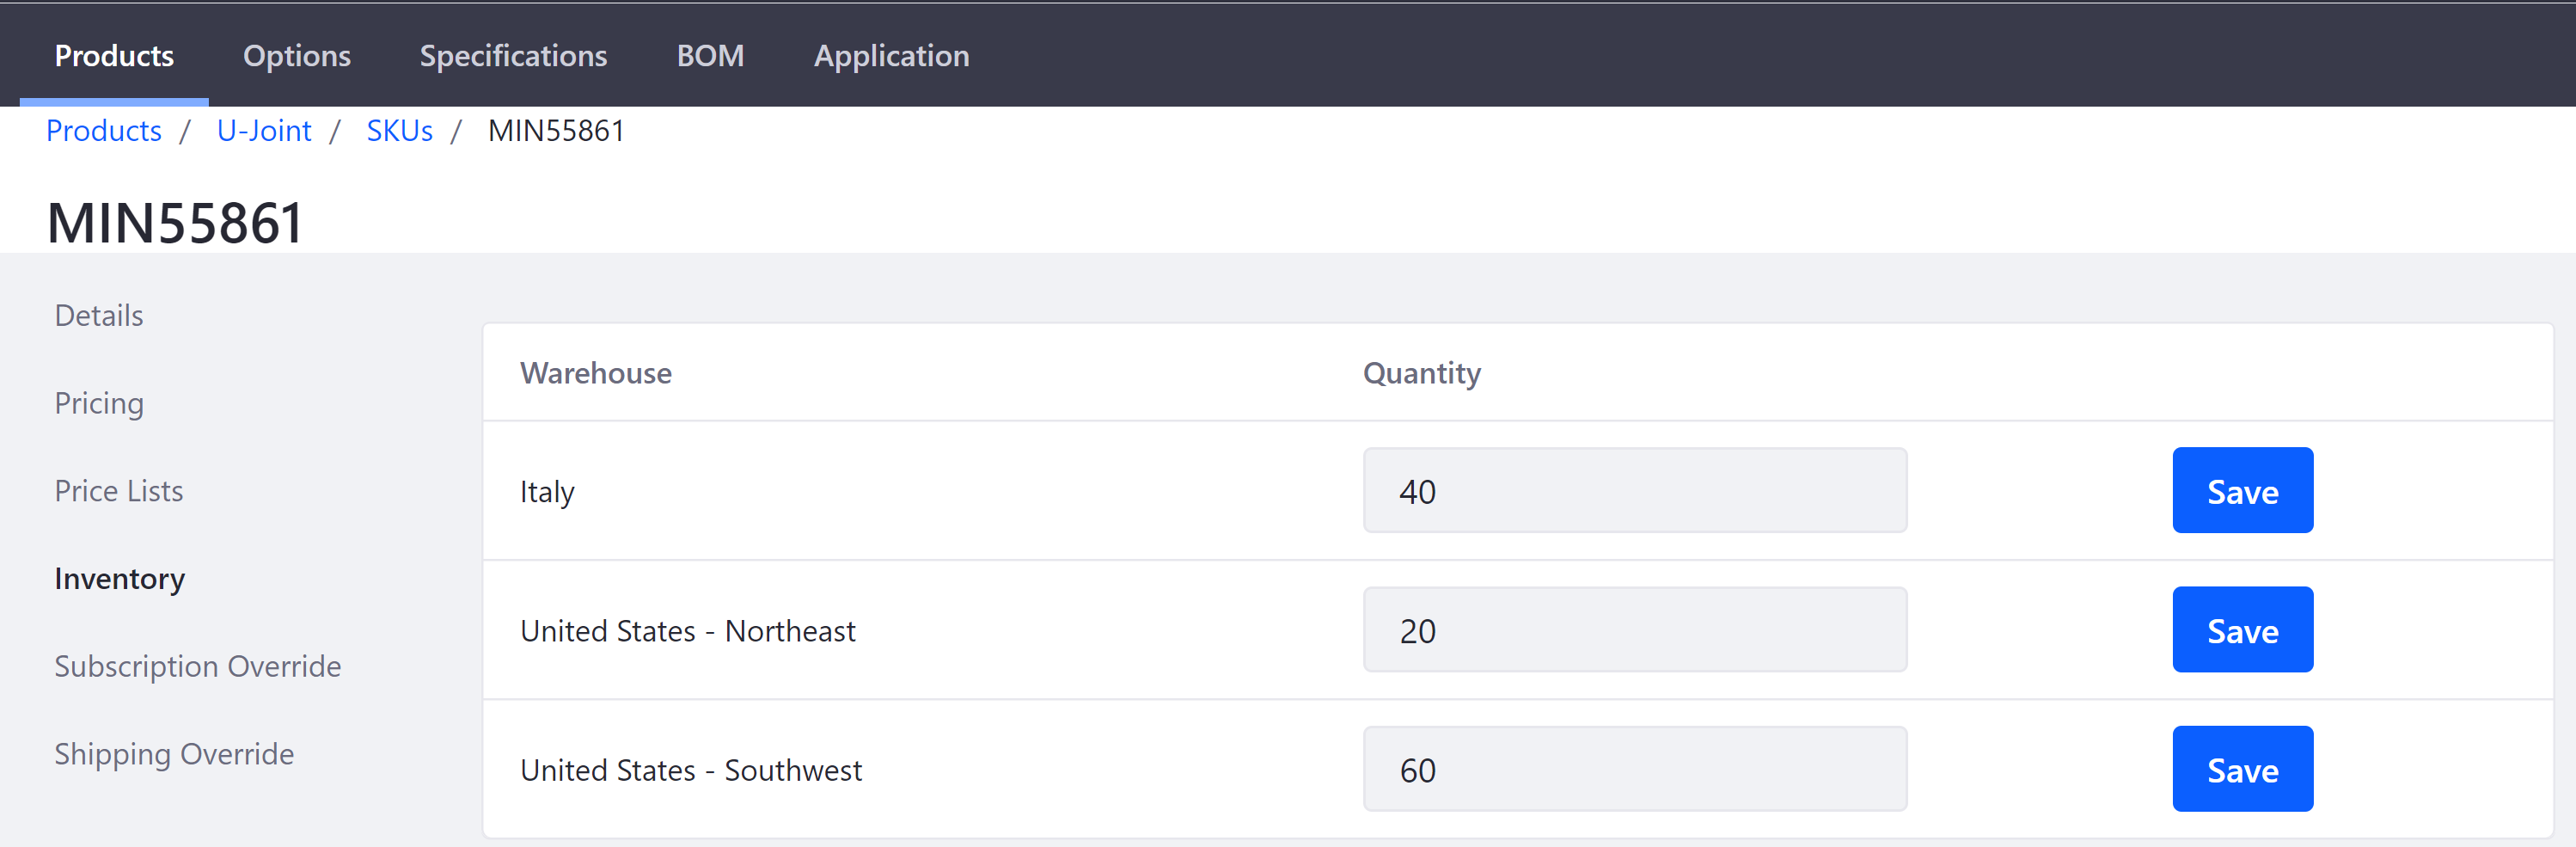 Products Options Specifications BOM Application
Products / U-Joint / SKUs / MIN55861
MIN55861
Details
Pricing
Price Lists
Inventory
Subscription Override
Shipping Override
Warehouse Quantity
Italy 40 Save
United States - Northeast 20 Save
United States - Southwest 60 Save